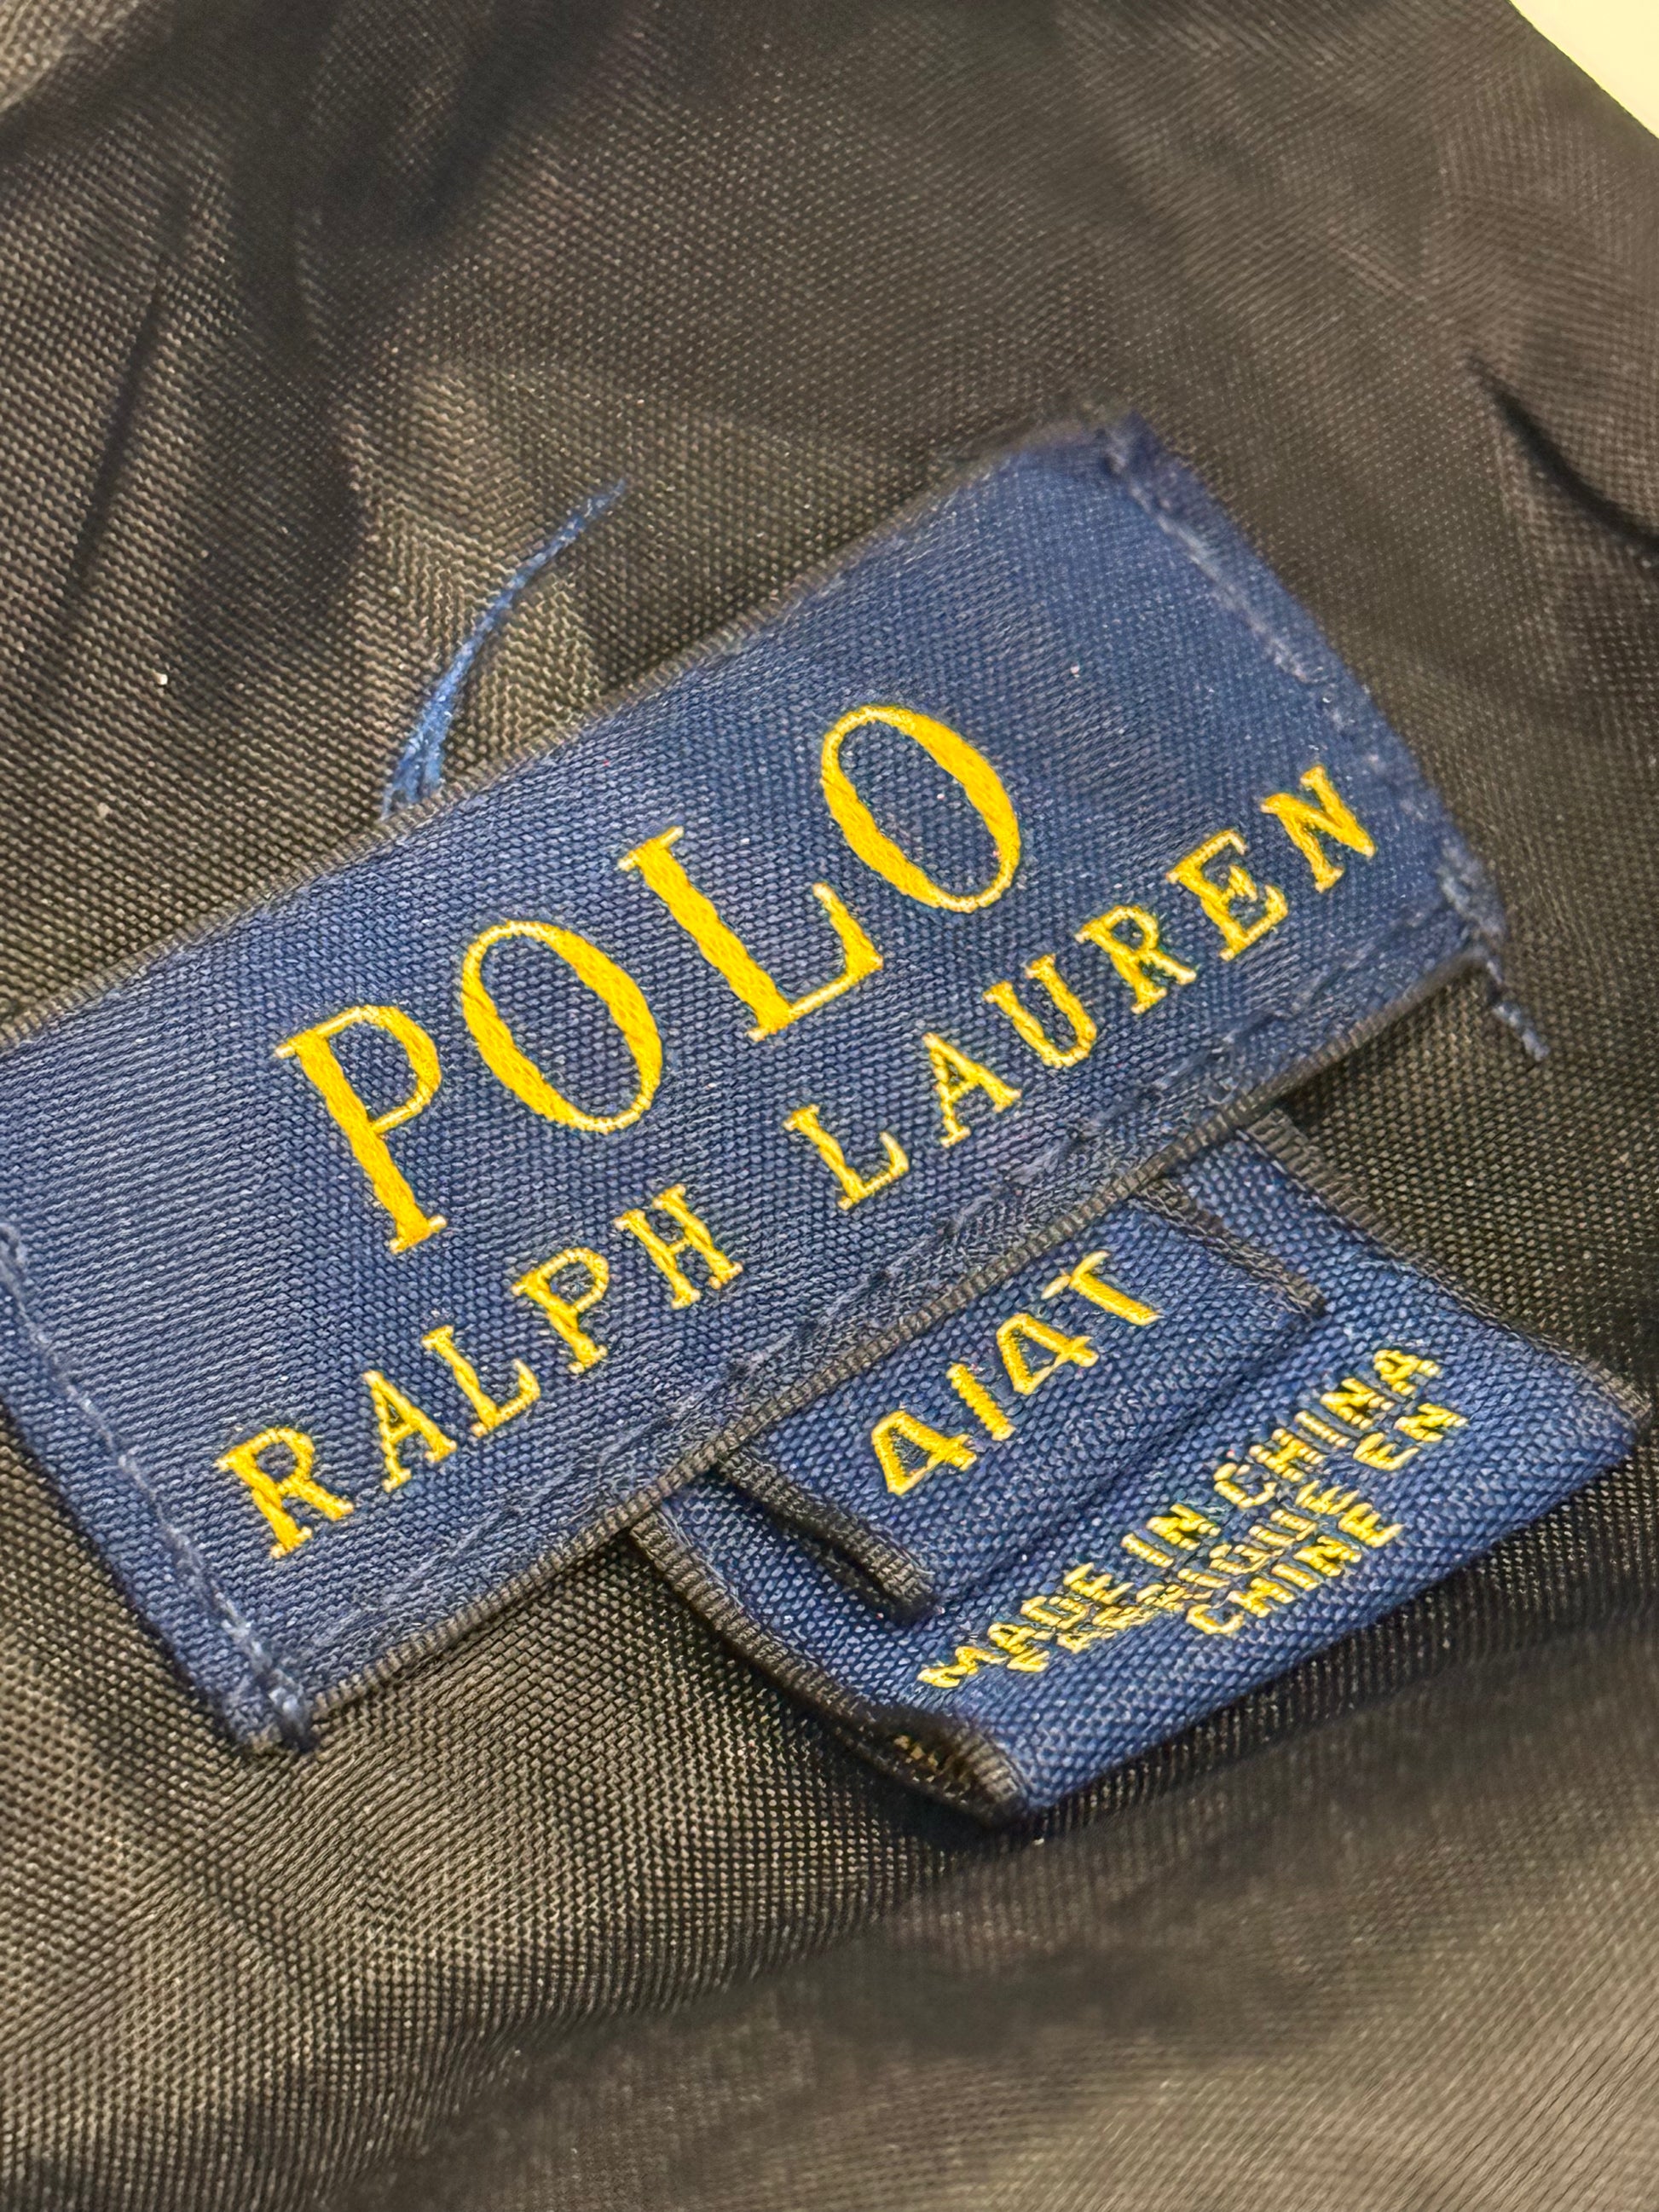 POLO
RALPH LAUREN
4/4T
MADE IN CHINA
FABRIQUÉ EN
CHINE